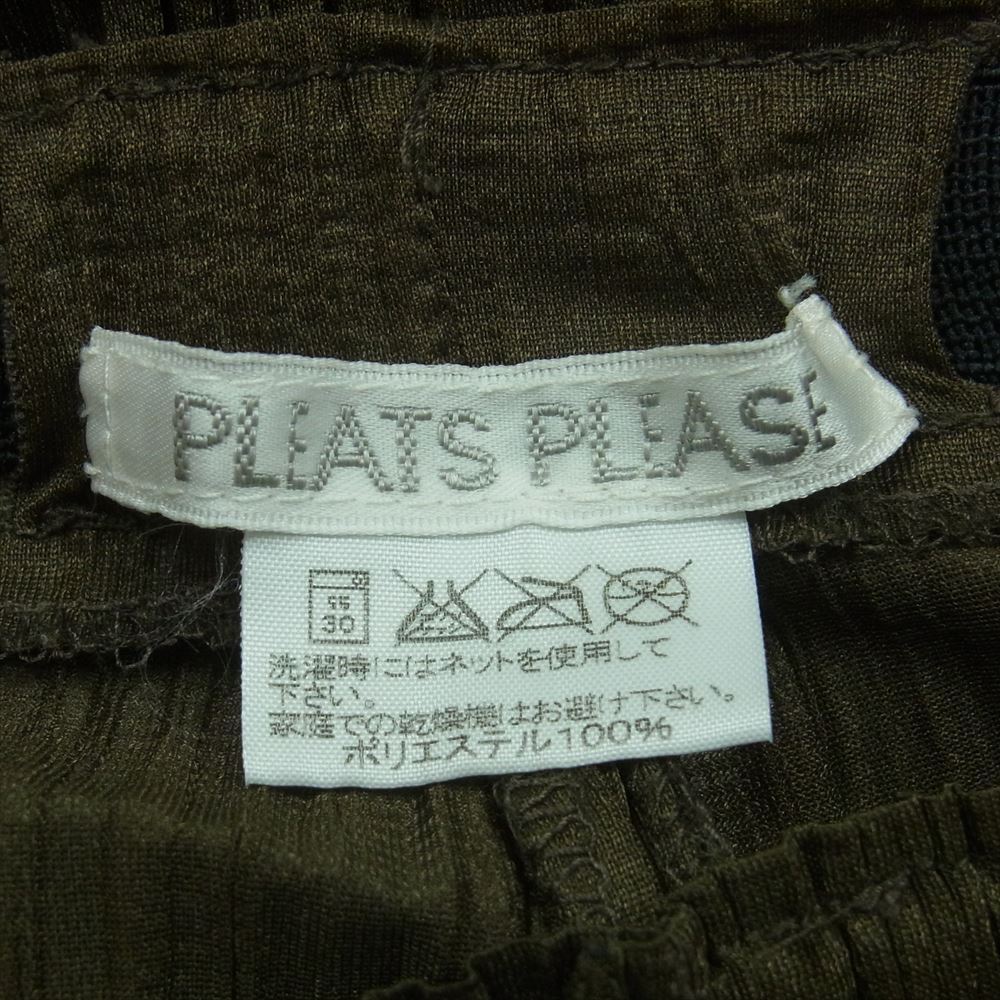 PLEATS PLEASE
30
洗濯時にはネットを使用して
下さい。
家庭での乾燥機はお避け下さい。
ポリエステル100%